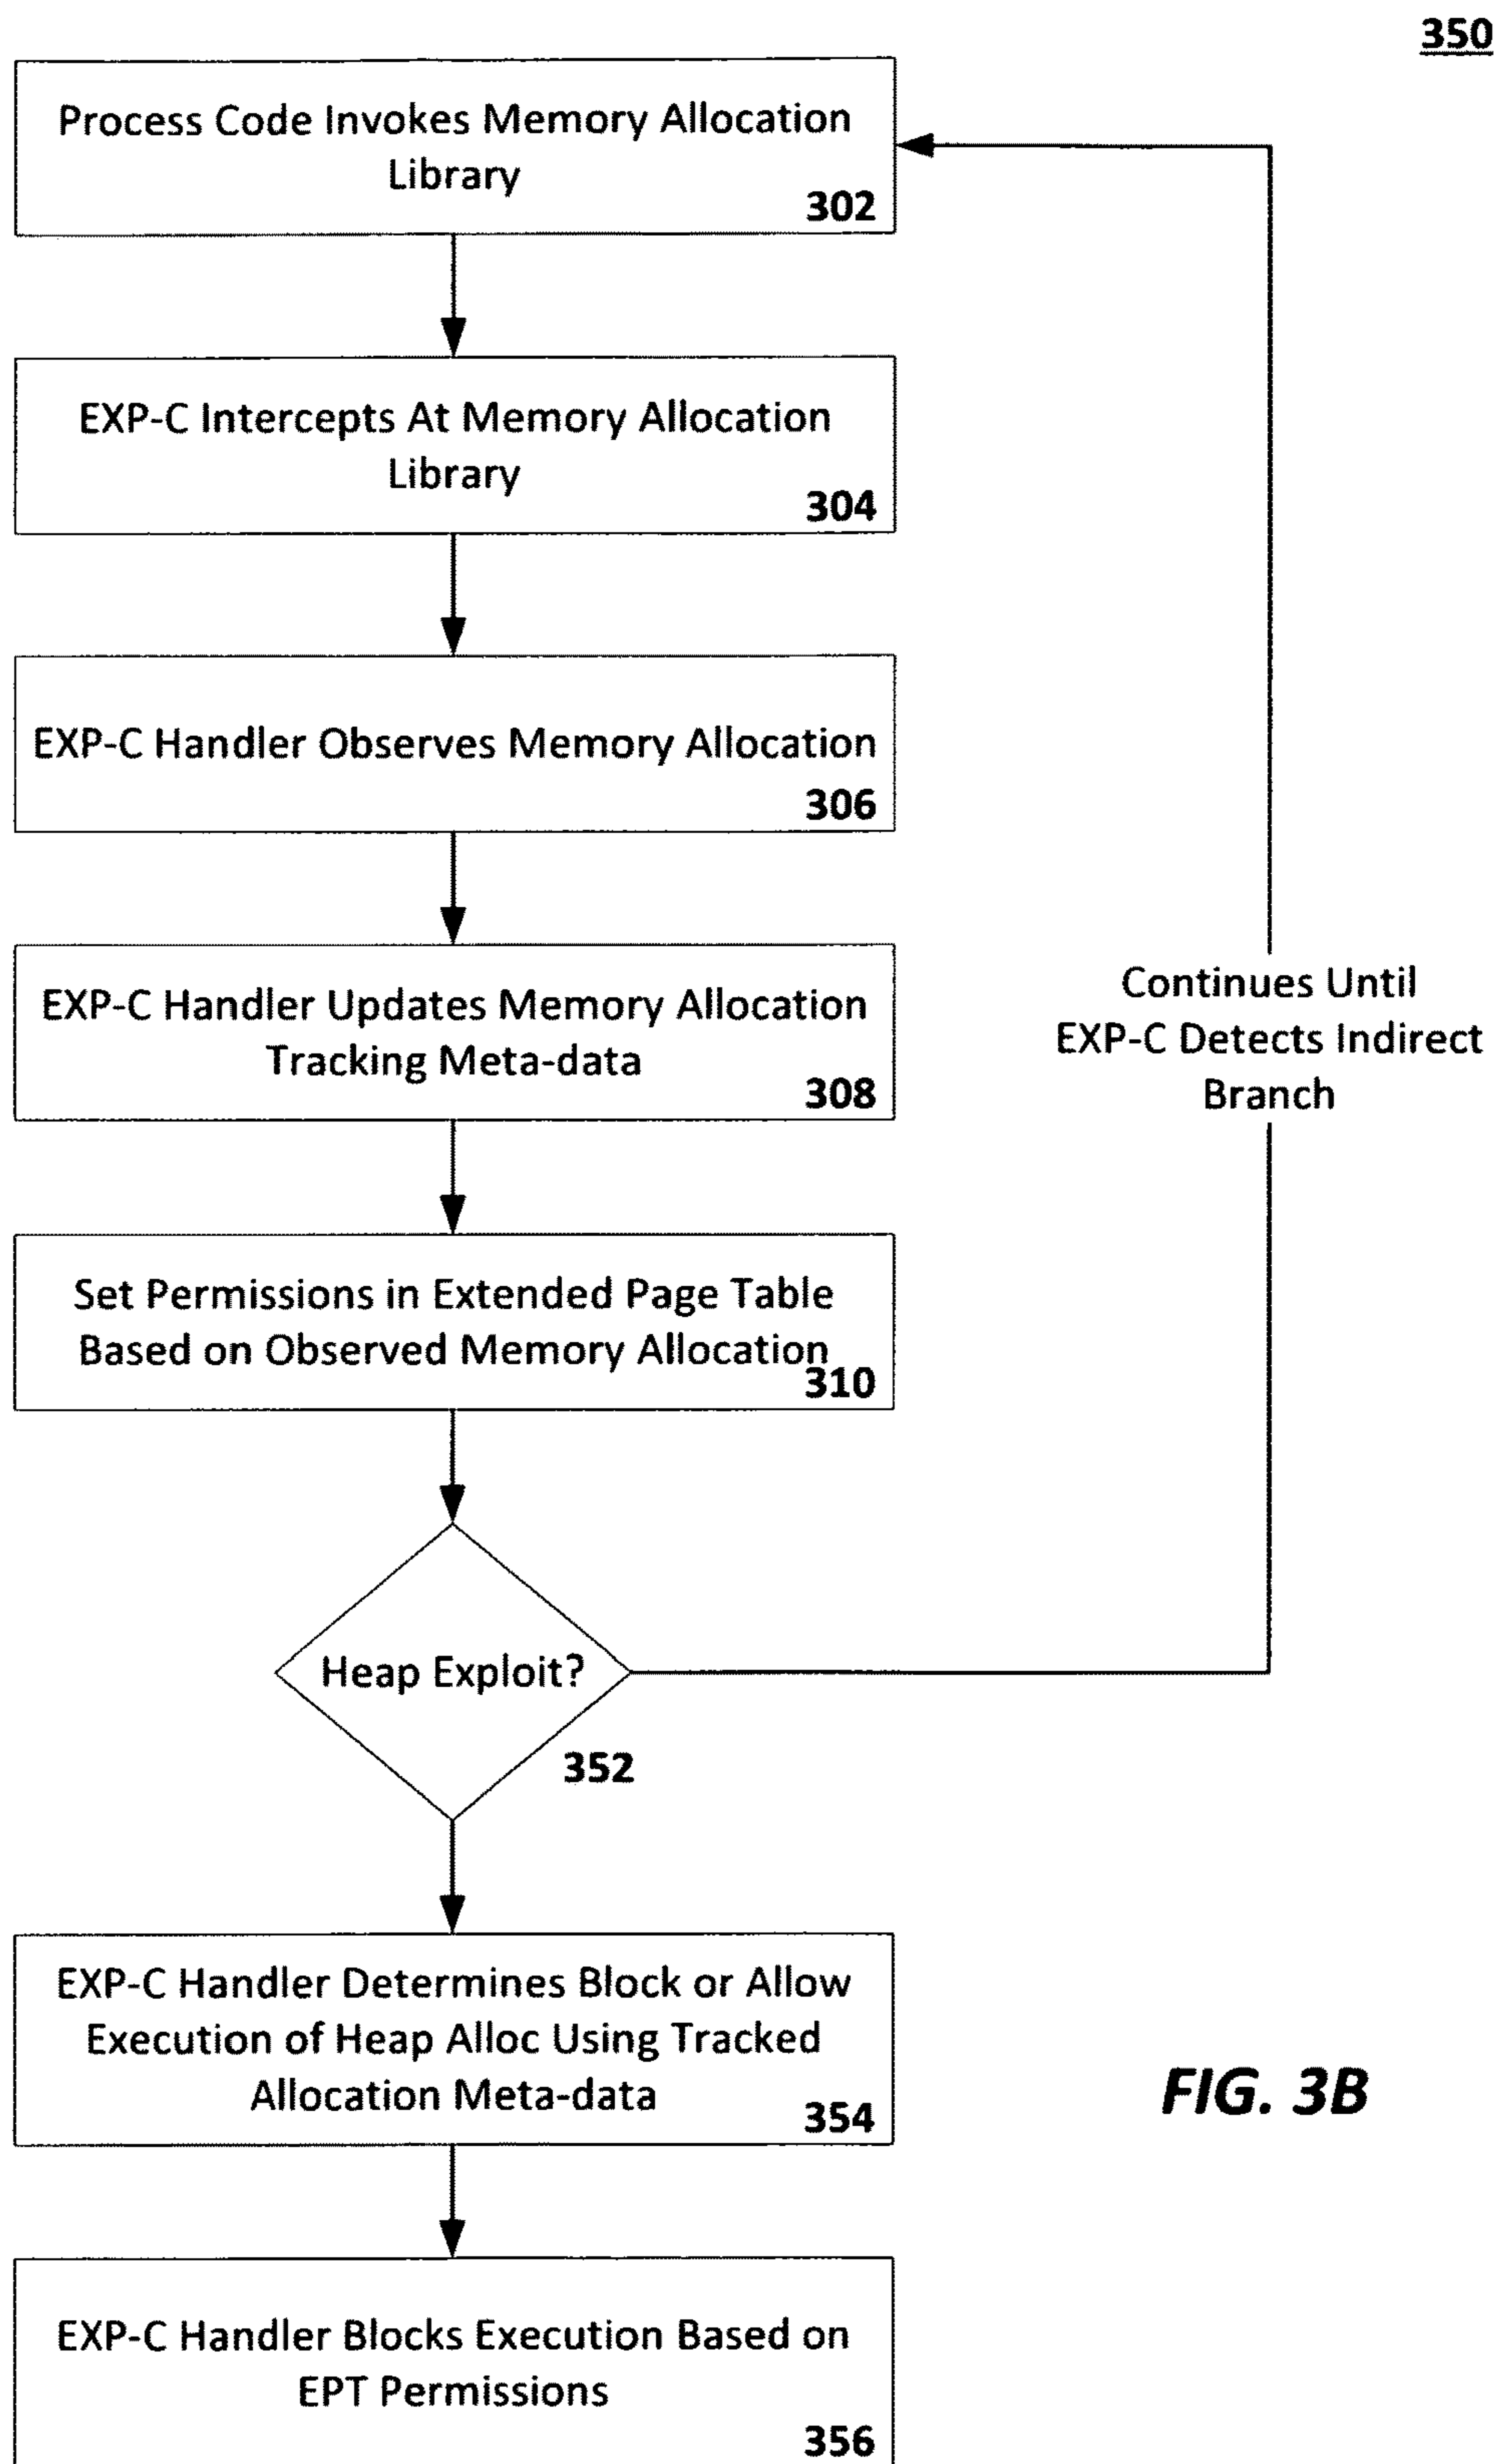 350
Process Code Invokes Memory Allocation
Library
302
EXP-C Intercepts At Memory Allocation
Library
304
EXP-C Handler Observes Memory Allocation
306
EXP-C Handler Updates Memory Allocation
Tracking Meta-data
308
Continues Until
EXP-C Detects Indirect
Branch
Set Permissions in Extended Page Table
Based on Observed Memory Allocation
310
Heap Exploit?
352
EXP-C Handler Determines Block or Allow
Execution of Heap Alloc Using Tracked
Allocation Meta-data
354
FIG. 3B
EXP-C Handler Blocks Execution Based on
EPT Permissions
356